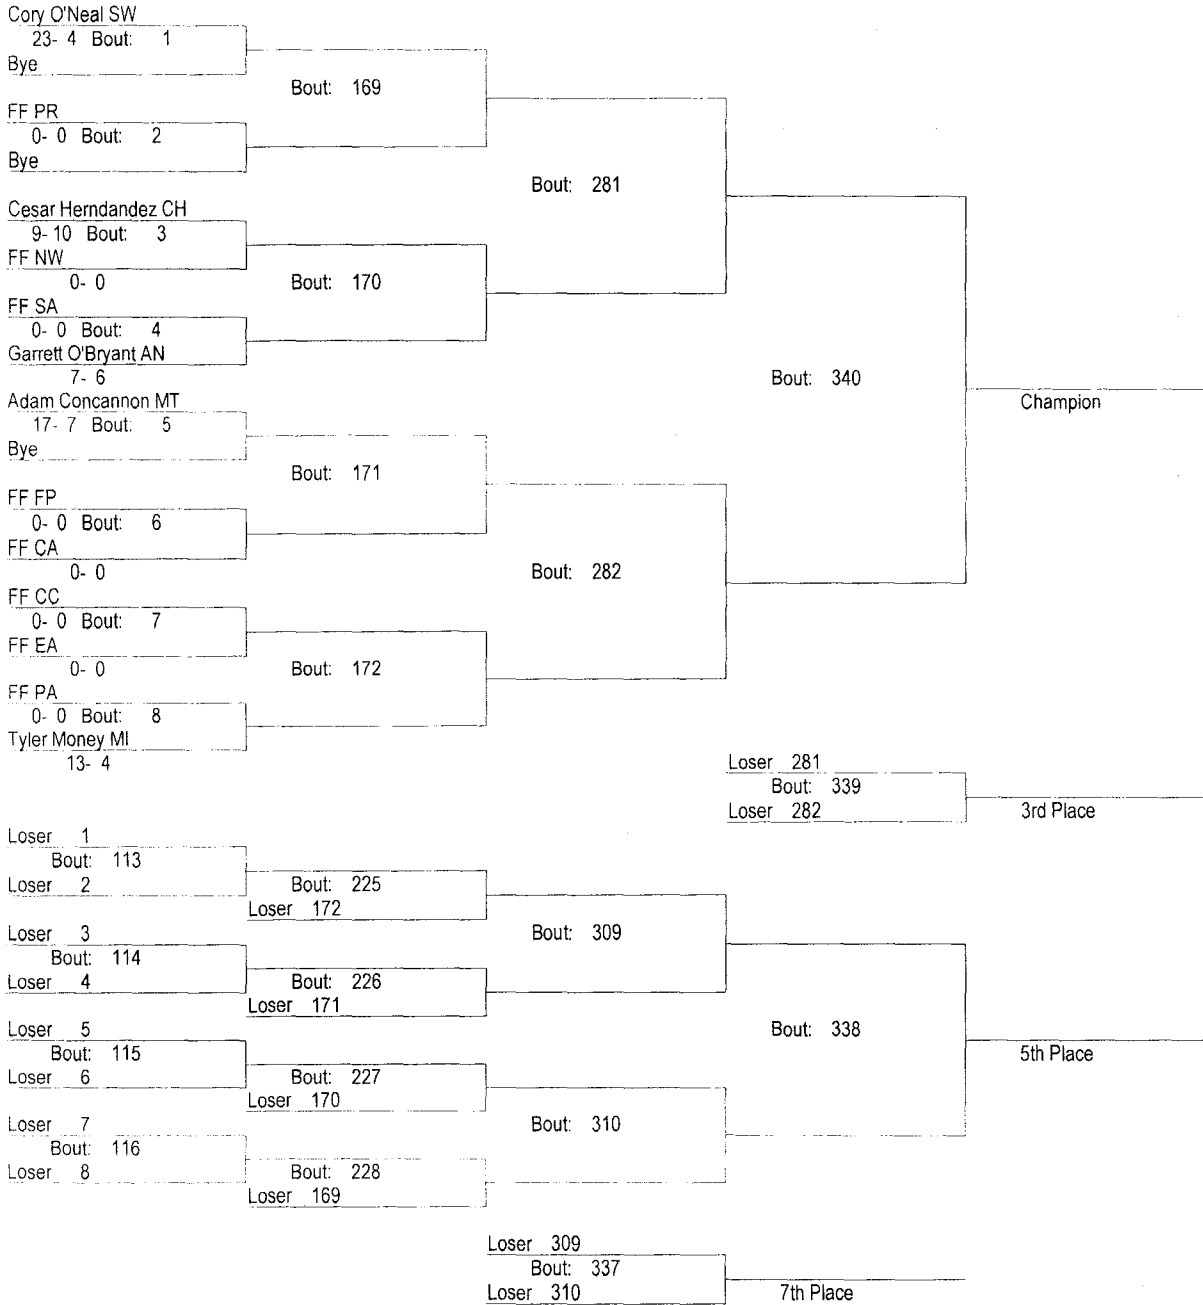 Cory O'Neal SW
23- 4 Bout: 1
Bye
Bout: 169
FF PR
0- 0 Bout: 2
Bye
Bout: 281
Cesar Herndandez CH
9- 10 Bout: 3
FF NW
0- 0
Bout: 170
FF SA
0- 0 Bout: 4
Garrett O'Bryant AN
7- 6
Bout: 340
Champion
Adam Concannon MT
17- 7 Bout: 5
Bye
Bout: 171
FF FP
0- 0 Bout: 6
FF CA
0- 0
Bout: 282
FF CC
0- 0 Bout: 7
FF EA
0- 0
Bout: 172
FF PA
0- 0 Bout: 8
Tyler Money MI
13- 4
Loser 281
Bout: 339
Loser 282
3rd Place
Loser 1
Bout: 113
Loser 2
Bout: 225
Loser 172
Loser 3
Bout: 309
Bout: 114
Loser 4
Bout: 226
Loser 171
Loser 5
Bout: 338
Bout: 115
5th Place
Loser 6
Bout: 227
Loser 170
Loser 7
Bout: 310
Bout: 116
Loser 8
Bout: 228
Loser 169
Loser 309
Bout: 337
Loser 310
7th Place